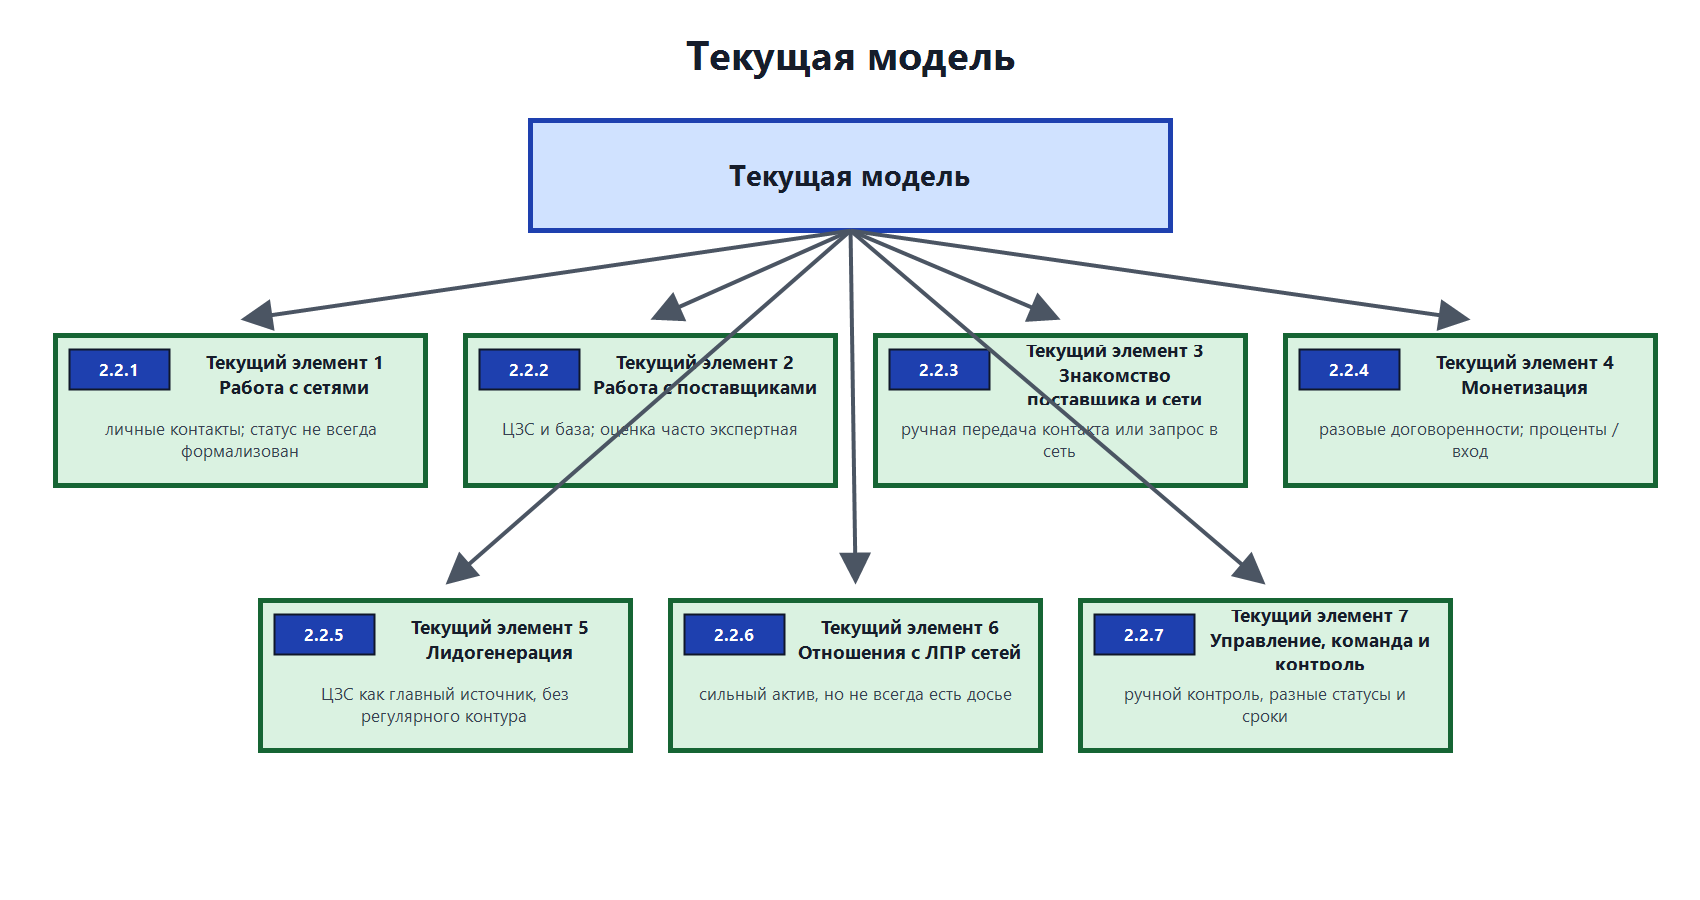 Текущая модель
Текущая модель
2.2.1
Текущий элемент 1
Работа с сетями
личные контакты; статус не всегда
формализован
2.2.2
Текущий элемент 2
Работа с поставщиками
ЦЗС и база; оценка часто экспертная
2.2.3
Текущий элемент 3
Знакомство
поставщика и сети
ручная передача контакта или запрос в
сеть
2.2.4
Текущий элемент 4
Монетизация
разовые договоренности; проценты /
вход
2.2.5
Текущий элемент 5
Лидогенерация
ЦЗС как главный источник, без
регулярного контура
2.2.6
Текущий элемент 6
Отношения с ЛПР сетей
сильный актив, но не всегда есть досье
2.2.7
Текущий элемент 7
Управление, команда и
контроль
ручной контроль, разные статусы и
сроки